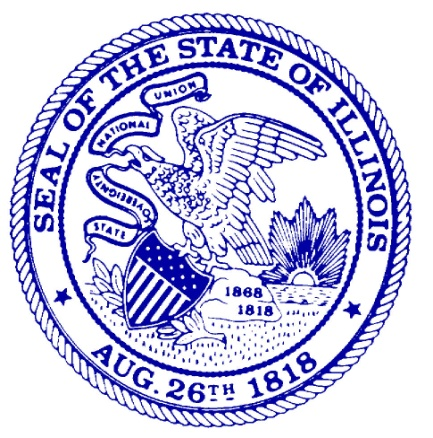 SEAL OF THE STATE OF ILLINOIS
STATE
SOVEREIGNTY
NATIONAL
UNION
1868
1818
AUG. 26TH 1818